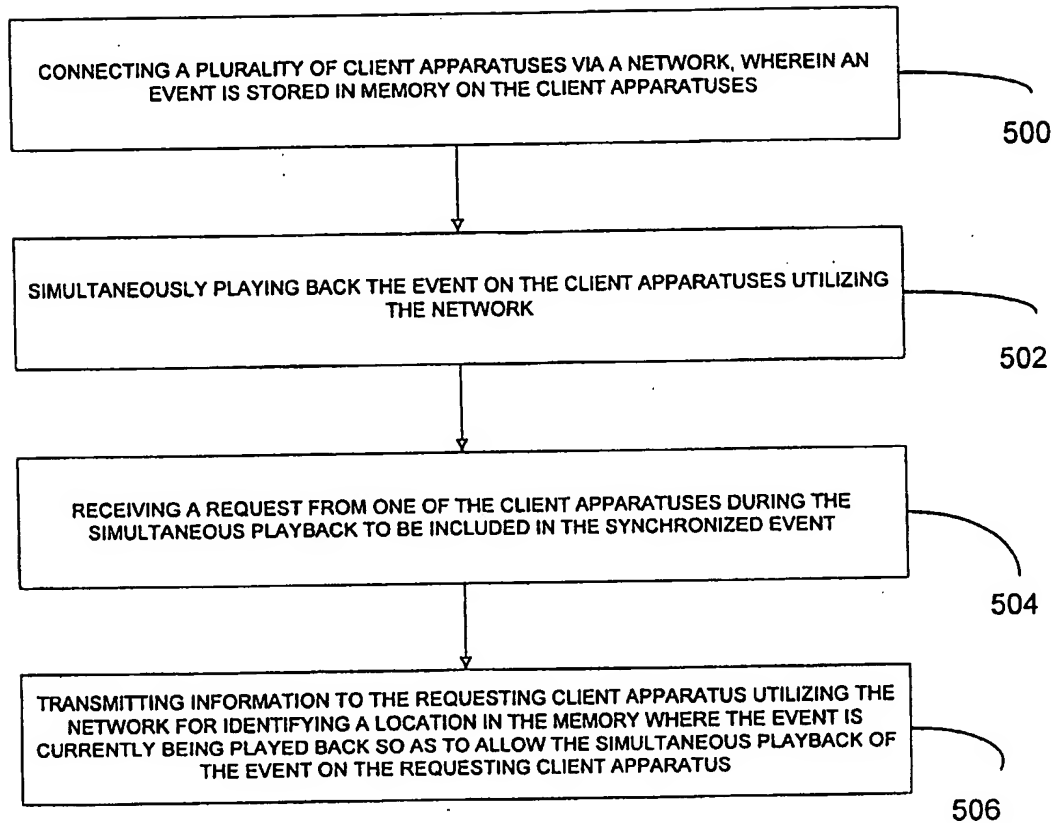 CONNECTING A PLURALITY OF CLIENT APPARATUSES VIA A NETWORK, WHEREIN AN
EVENT IS STORED IN MEMORY ON THE CLIENT APPARATUSES
500
SIMULTANEOUSLY PLAYING BACK THE EVENT ON THE CLIENT APPARATUSES UTILIZING
THE NETWORK
502
RECEIVING A REQUEST FROM ONE OF THE CLIENT APPARATUSES DURING THE
SIMULTANEOUS PLAYBACK TO BE INCLUDED IN THE SYNCHRONIZED EVENT
504
TRANSMITTING INFORMATION TO THE REQUESTING CLIENT APPARATUS UTILIZING THE
NETWORK FOR IDENTIFYING A LOCATION IN THE MEMORY WHERE THE EVENT IS
CURRENTLY BEING PLAYED BACK SO AS TO ALLOW THE SIMULTANEOUS PLAYBACK OF
THE EVENT ON THE REQUESTING CLIENT APPARATUS
506